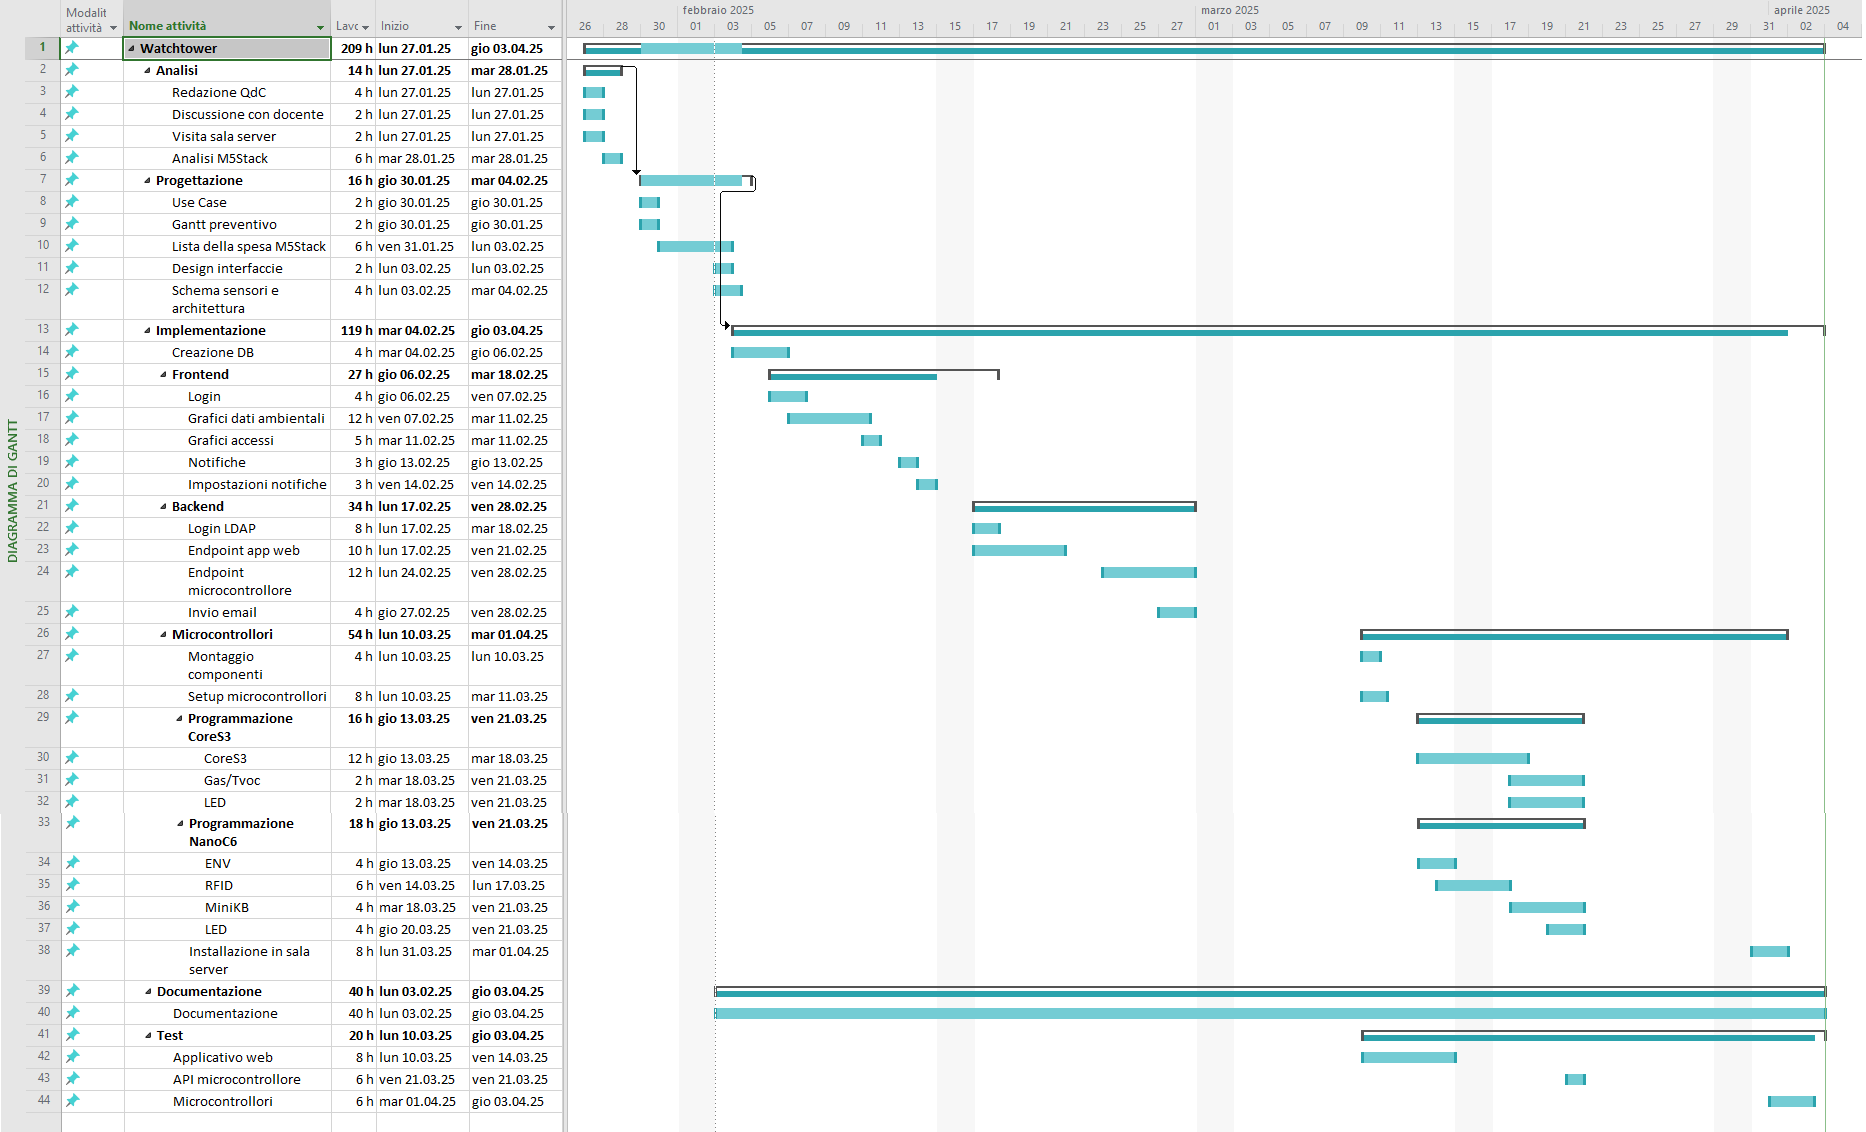 Modalit attività Nome attività Lavc Inizio Fine
febbraio 2025 marzo 2025 aprile 2025
26 28 30 01 03 05 07 09 11 13 15 17 19 21 23 25 27 01 03 05 07 09 11 13 15 17 19 21 23 25 27 29 31 02 04
DIAGRAMMA DI GANTT
1 Watchtower 209 h lun 27.01.25 gio 03.04.25
2 Analisi 14 h lun 27.01.25 mar 28.01.25
3 Redazione QdC 4 h lun 27.01.25 lun 27.01.25
4 Discussione con docente 2 h lun 27.01.25 lun 27.01.25
5 Visita sala server 2 h lun 27.01.25 lun 27.01.25
6 Analisi M5Stack 6 h mar 28.01.25 mar 28.01.25
7 Progettazione 16 h gio 30.01.25 mar 04.02.25
8 Use Case 2 h gio 30.01.25 gio 30.01.25
9 Gantt preventivo 2 h gio 30.01.25 gio 30.01.25
10 Lista della spesa M5Stack 6 h ven 31.01.25 lun 03.02.25
11 Design interfaccie 2 h lun 03.02.25 lun 03.02.25
12 Schema sensori e architettura 4 h lun 03.02.25 mar 04.02.25
13 Implementazione 119 h mar 04.02.25 gio 03.04.25
14 Creazione DB 4 h mar 04.02.25 gio 06.02.25
15 Frontend 27 h gio 06.02.25 mar 18.02.25
16 Login 4 h gio 06.02.25 ven 07.02.25
17 Grafici dati ambientali 12 h ven 07.02.25 mar 11.02.25
18 Grafici accessi 5 h mar 11.02.25 mar 11.02.25
19 Notifiche 3 h gio 13.02.25 gio 13.02.25
20 Impostazioni notifiche 3 h ven 14.02.25 ven 14.02.25
21 Backend 34 h lun 17.02.25 ven 28.02.25
22 Login LDAP 8 h lun 17.02.25 mar 18.02.25
23 Endpoint app web 10 h lun 17.02.25 ven 21.02.25
24 Endpoint microcontrollore 12 h lun 24.02.25 ven 28.02.25
25 Invio email 4 h gio 27.02.25 ven 28.02.25
26 Microcontrollori 54 h lun 10.03.25 mar 01.04.25
27 Montaggio componenti 4 h lun 10.03.25 lun 10.03.25
28 Setup microcontrollori 8 h lun 10.03.25 mar 11.03.25
29 Programmazione CoreS3 16 h gio 13.03.25 ven 21.03.25
30 CoreS3 12 h gio 13.03.25 mar 18.03.25
31 Gas/Tvoc 2 h mar 18.03.25 ven 21.03.25
32 LED 2 h mar 18.03.25 ven 21.03.25
33 Programmazione NanoC6 18 h gio 13.03.25 ven 21.03.25
34 ENV 4 h gio 13.03.25 ven 14.03.25
35 RFID 6 h ven 14.03.25 lun 17.03.25
36 MiniKB 4 h mar 18.03.25 ven 21.03.25
37 LED 4 h gio 20.03.25 ven 21.03.25
38 Installazione in sala server 8 h lun 31.03.25 mar 01.04.25
39 Documentazione 40 h lun 03.02.25 gio 03.04.25
40 Documentazione 40 h lun 03.02.25 gio 03.04.25
41 Test 20 h lun 10.03.25 gio 03.04.25
42 Applicativo web 8 h lun 10.03.25 ven 14.03.25
43 API microcontrollore 6 h ven 21.03.25 ven 21.03.25
44 Microcontrollori 6 h mar 01.04.25 gio 03.04.25